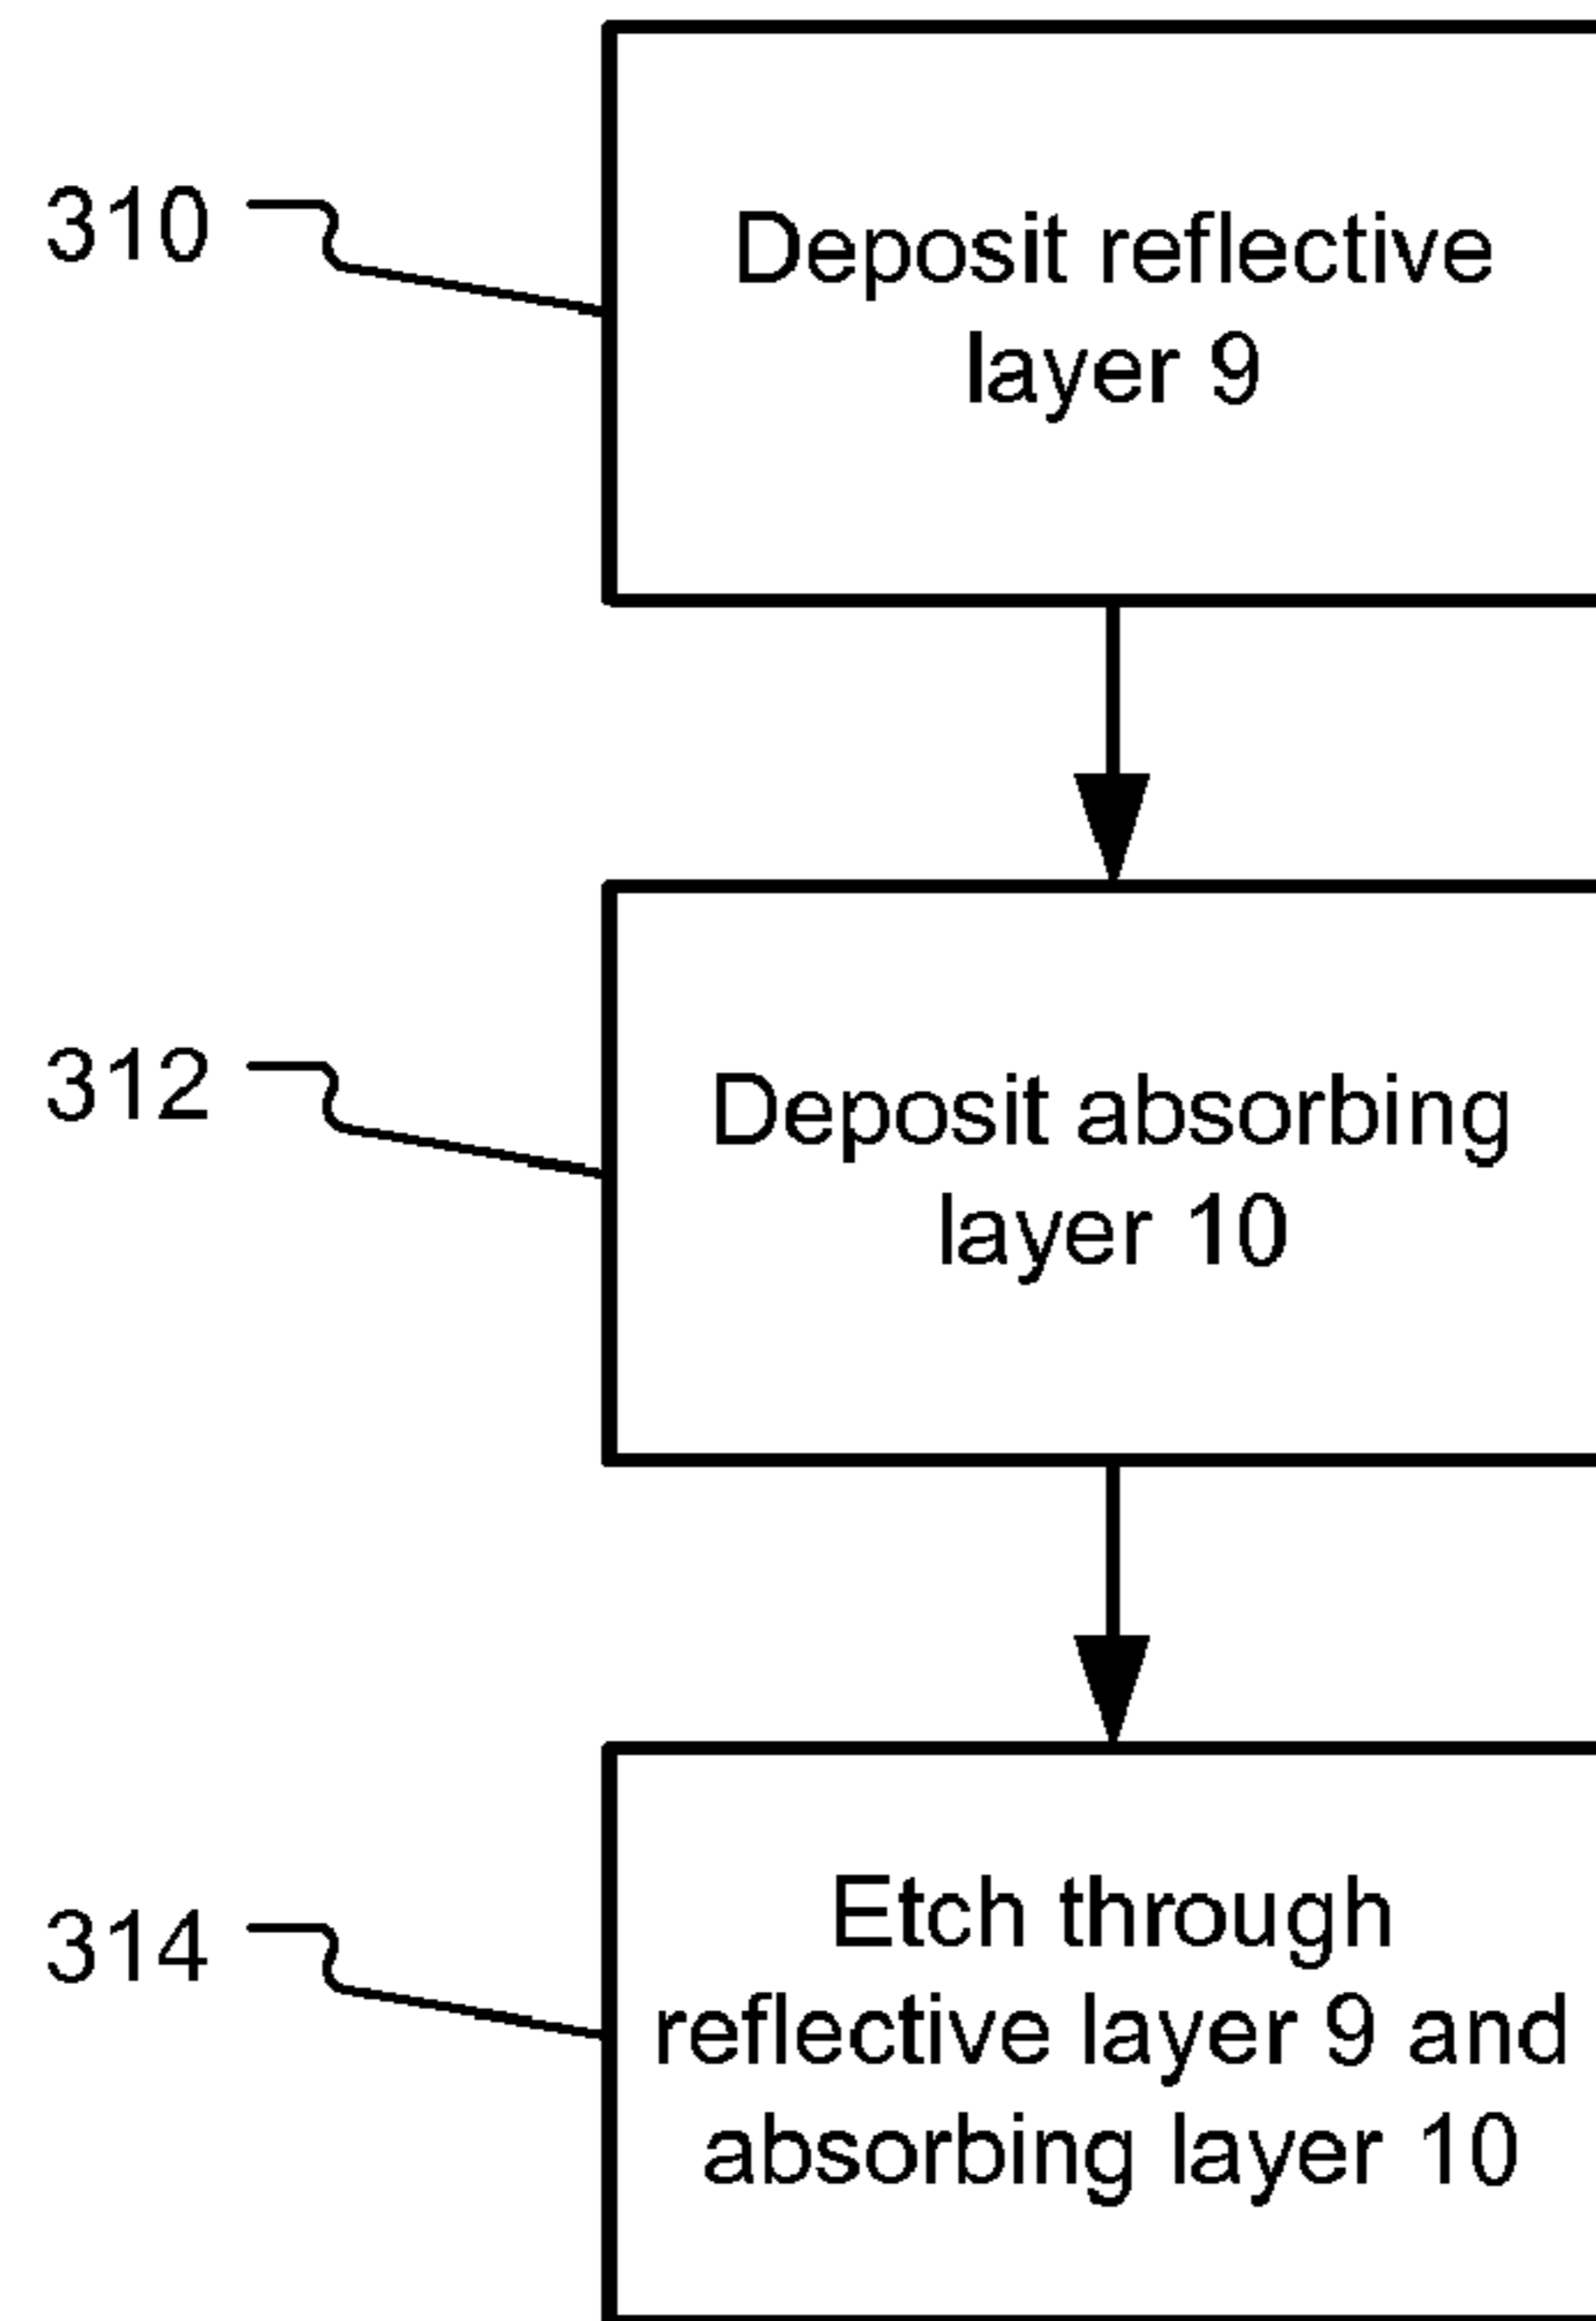 310
Deposit reflective
layer 9
312
Deposit absorbing
layer 10
314
Etch through
reflective layer 9 and
absorbing layer 10